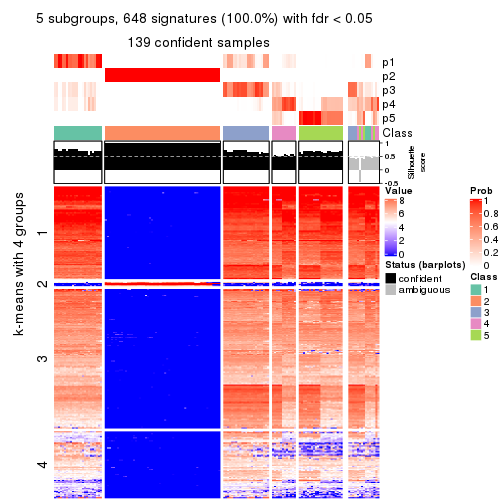 5 subgroups, 648 signatures (100.0%) with fdr < 0.05
139 confident samples
p1
p2
p3
p4
p5
Class
1
0.5
0
-0.5
Silhouette
score
k-means with 4 groups
1
2
3
4
Value
8
6
4
2
0
Status (barplots)
confident
ambiguous
Prob
1
0.8
0.6
0.4
0.2
0
Class
1
2
3
4
5